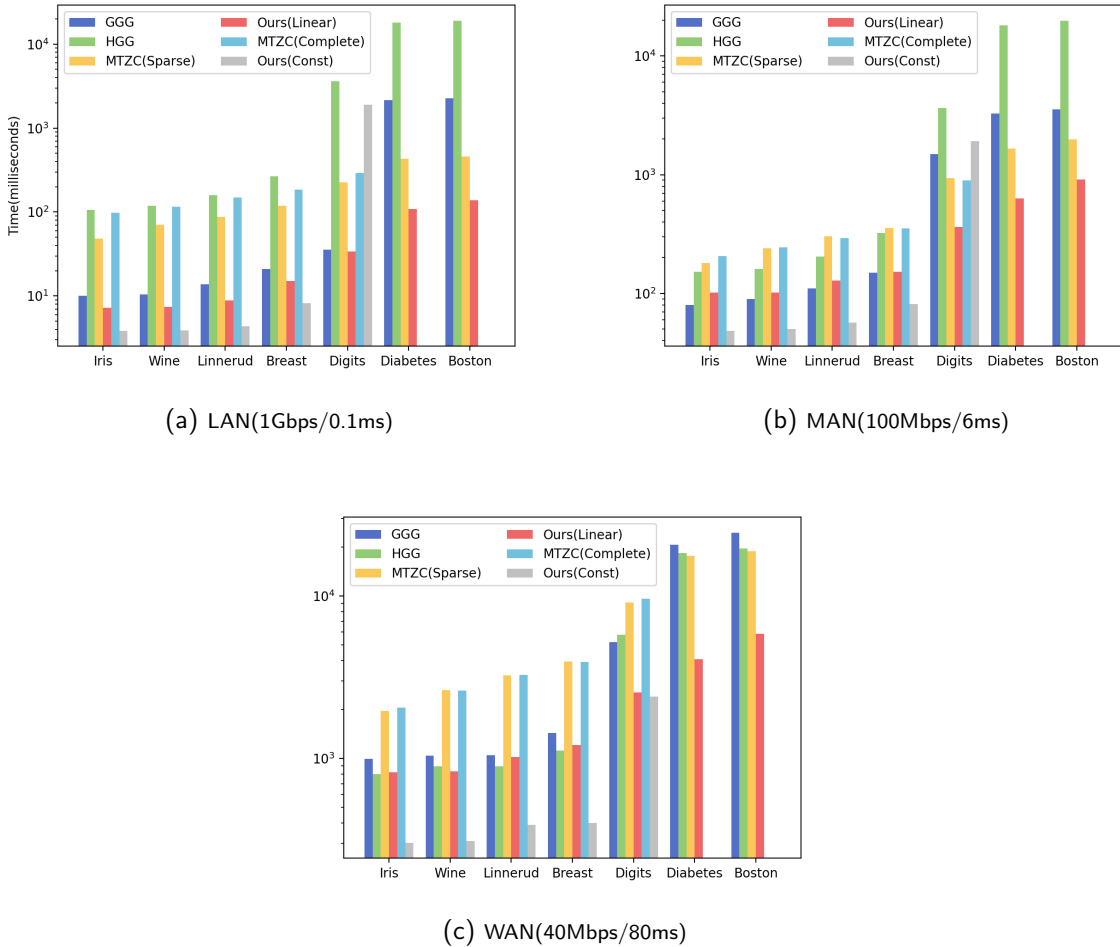 GGG
HGG
MTZC(Sparse)
Ours(Linear)
MTZC(Complete)
Ours(Const)
Time(milliseconds)
10^4
10^3
10^2
10^1
Iris Wine Linnerud Breast Digits Diabetes Boston
(a) LAN(1Gbps/0.1ms)
GGG
HGG
MTZC(Sparse)
Ours(Linear)
MTZC(Complete)
Ours(Const)
10^4
10^3
10^2
Iris Wine Linnerud Breast Digits Diabetes Boston
(b) MAN(100Mbps/6ms)
GGG
HGG
MTZC(Sparse)
Ours(Linear)
MTZC(Complete)
Ours(Const)
10^4
10^3
Iris Wine Linnerud Breast Digits Diabetes Boston
(c) WAN(40Mbps/80ms)